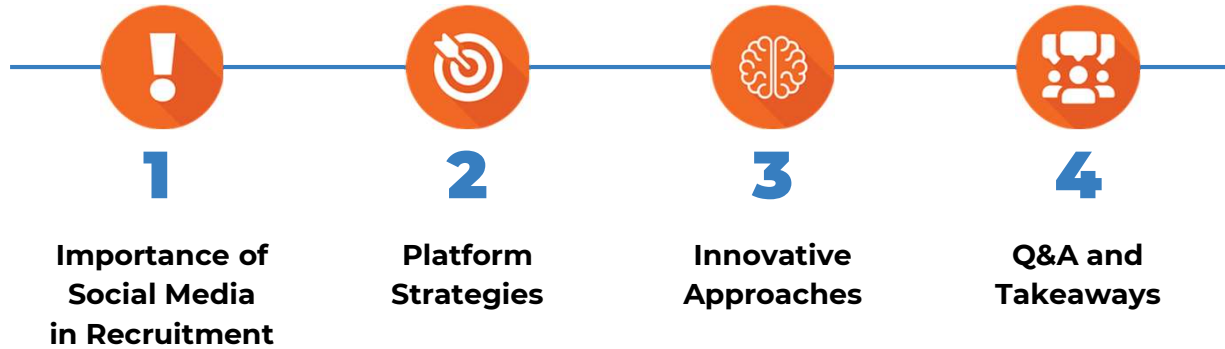 1
Importance of
Social Media
in Recruitment
2
Platform
Strategies
3
Innovative
Approaches
4
Q&A and
Takeaways